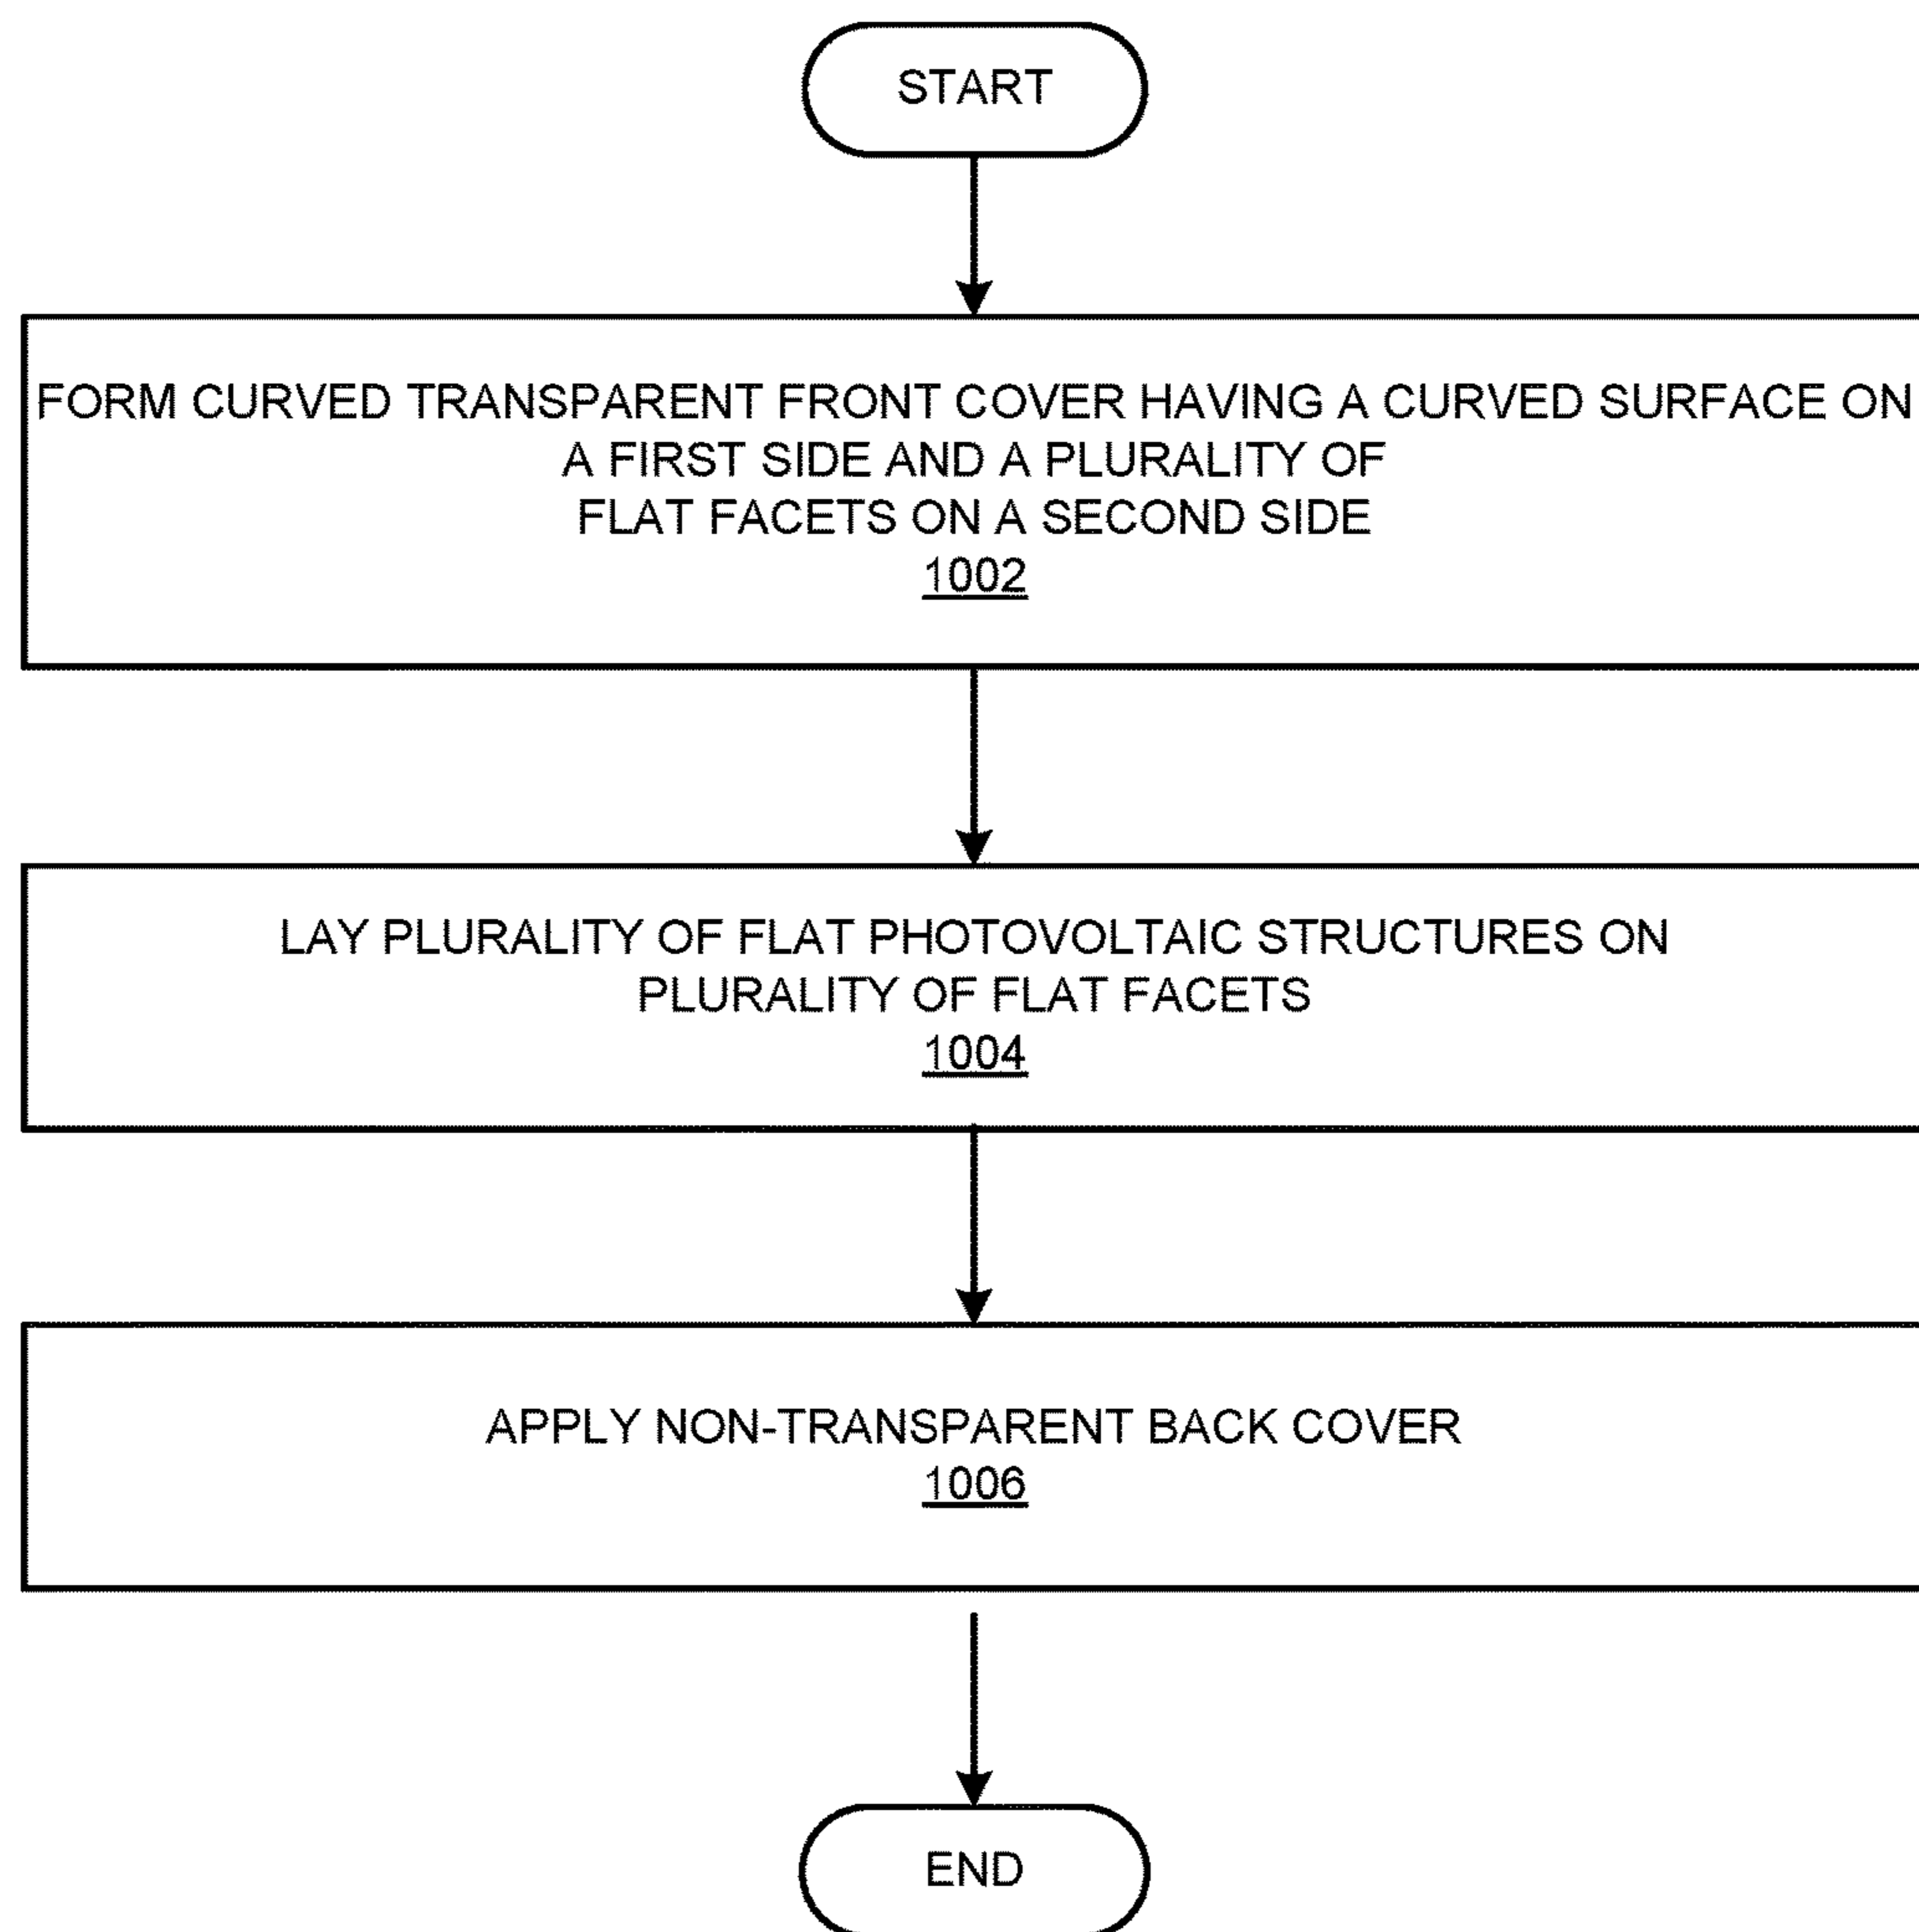 START
FORM CURVED TRANSPARENT FRONT COVER HAVING A CURVED SURFACE ON
A FIRST SIDE AND A PLURALITY OF
FLAT FACETS ON A SECOND SIDE
1002
LAY PLURALITY OF FLAT PHOTOVOLTAIC STRUCTURES ON
PLURALITY OF FLAT FACETS
1004
APPLY NON-TRANSPARENT BACK COVER
1006
END